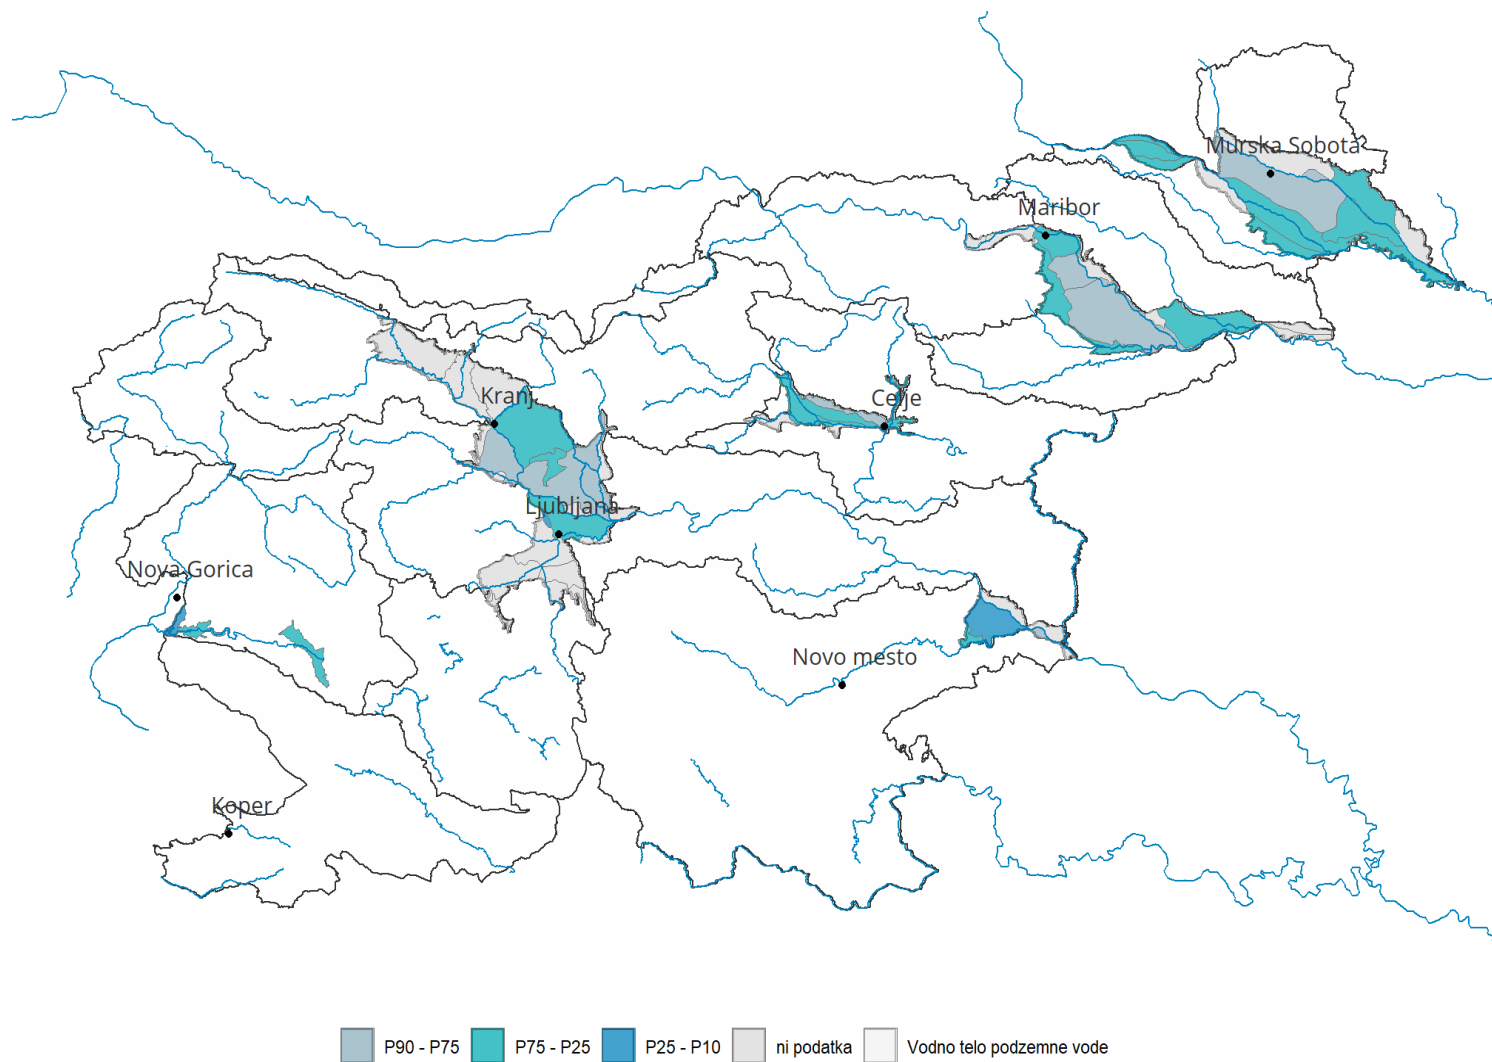 Murska Sobota
Maribor
Kranj
Celje
Ljubljana
Nova Gorica
Novo mesto
Koper
P90 - P75 P75 - P25 P25 - P10 ni podatka Vodno telo podzemne vode